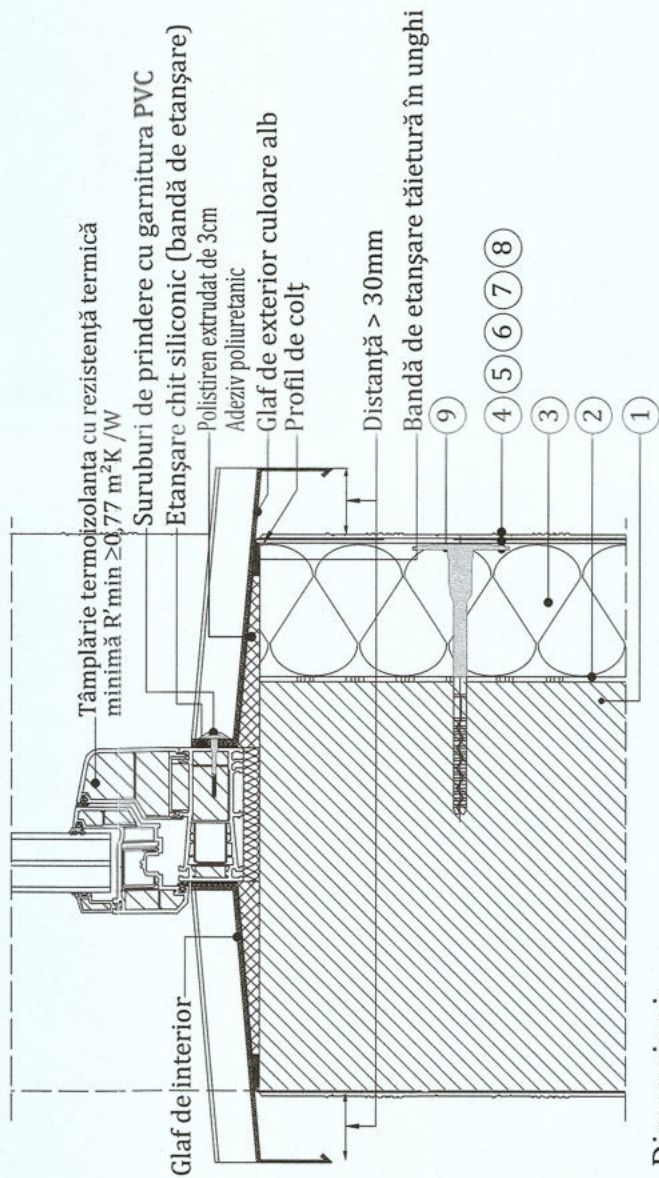 Tâmplărie termoizolanta cu rezistență termică
minimă R'min ≥0,77 m²K /W
Suruburi de prindere cu garnitura PVC
Etanșare chit siliconic (bandă de etanșare)
Polistiren extrudat de 3cm
Adeziv poliuretanic
Glaf de exterior culoare alb
Profil de colț
Glaf de interior
Distanță > 30mm
Bandă de etanșare tăietură în unghi
9
4 5 6 7 8
3
2
1